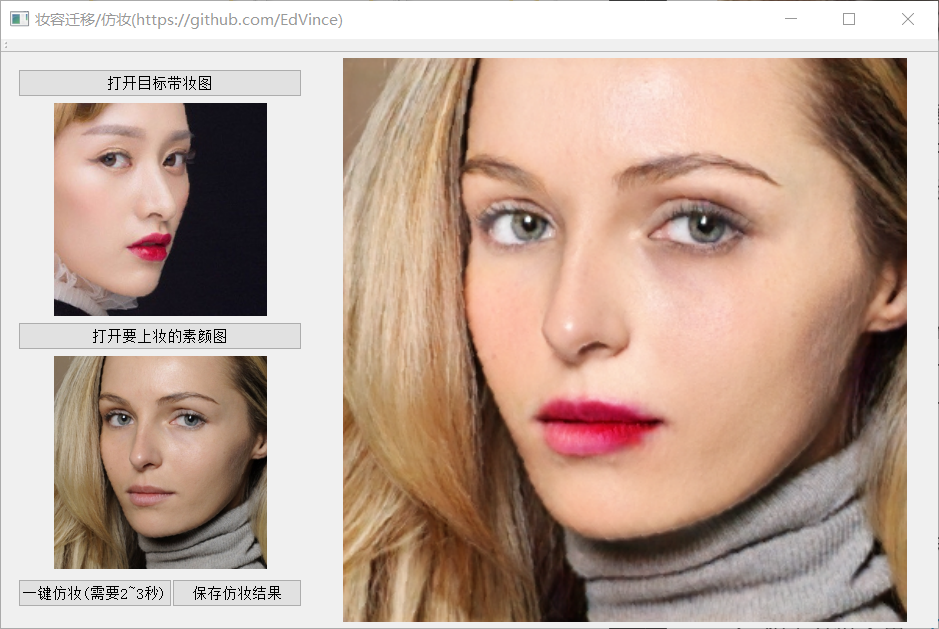 妆容迁移/仿妆(https://github.com/EdVince)
打开目标带妆图
打开要上妆的素颜图
一键仿妆(需要2~3秒)
保存仿妆结果